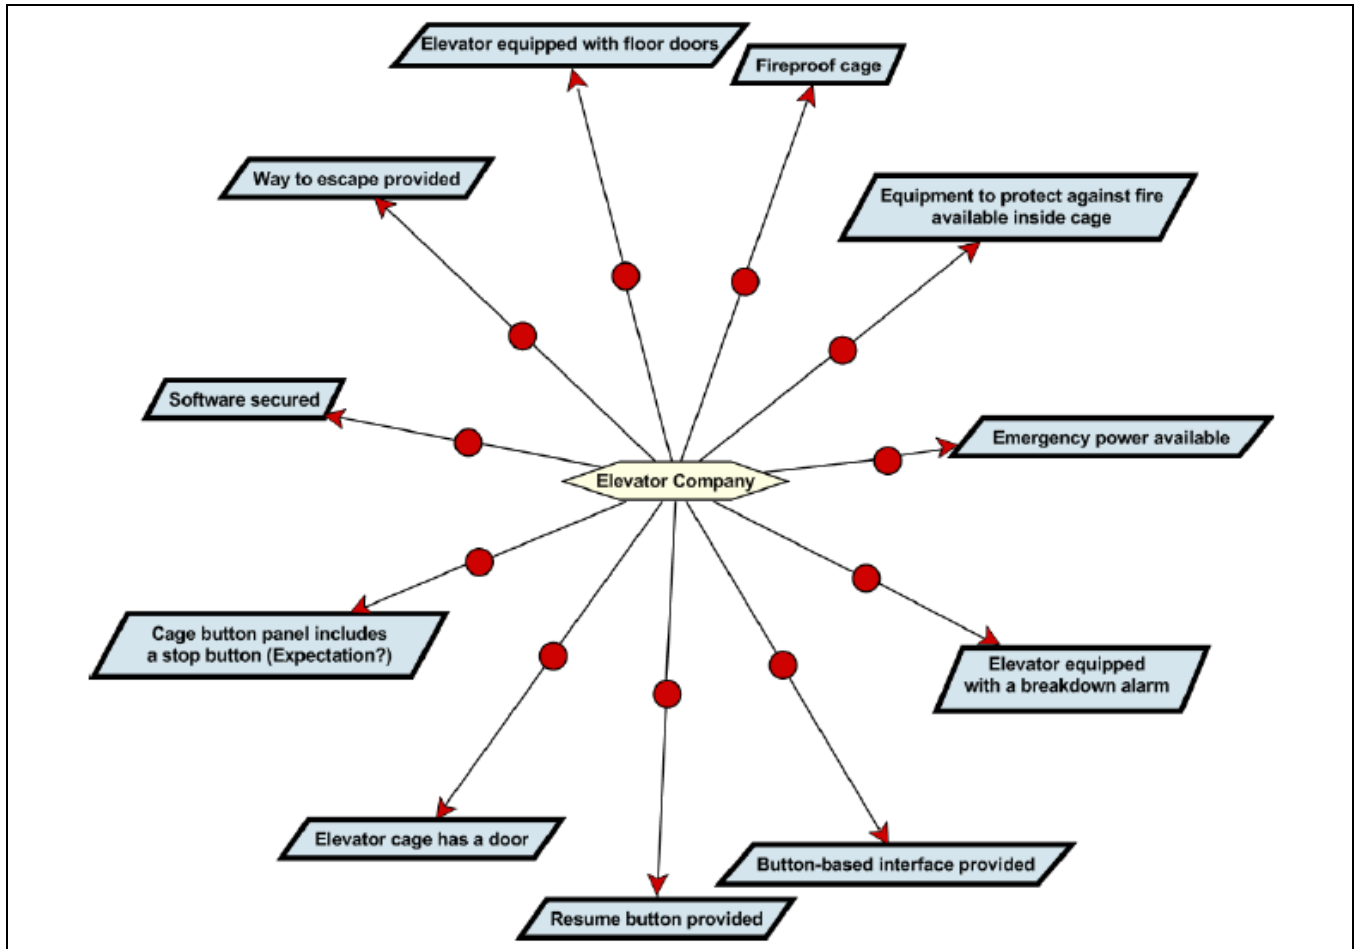 Elevator equipped with floor doors
Fireproof cage
Way to escape provided
Equipment to protect against fire
available inside cage
Software secured
Emergency power available
Elevator Company
Cage button panel includes
a stop button (Expectation?)
Elevator equipped
with a breakdown alarm
Elevator cage has a door
Button-based interface provided
Resume button provided